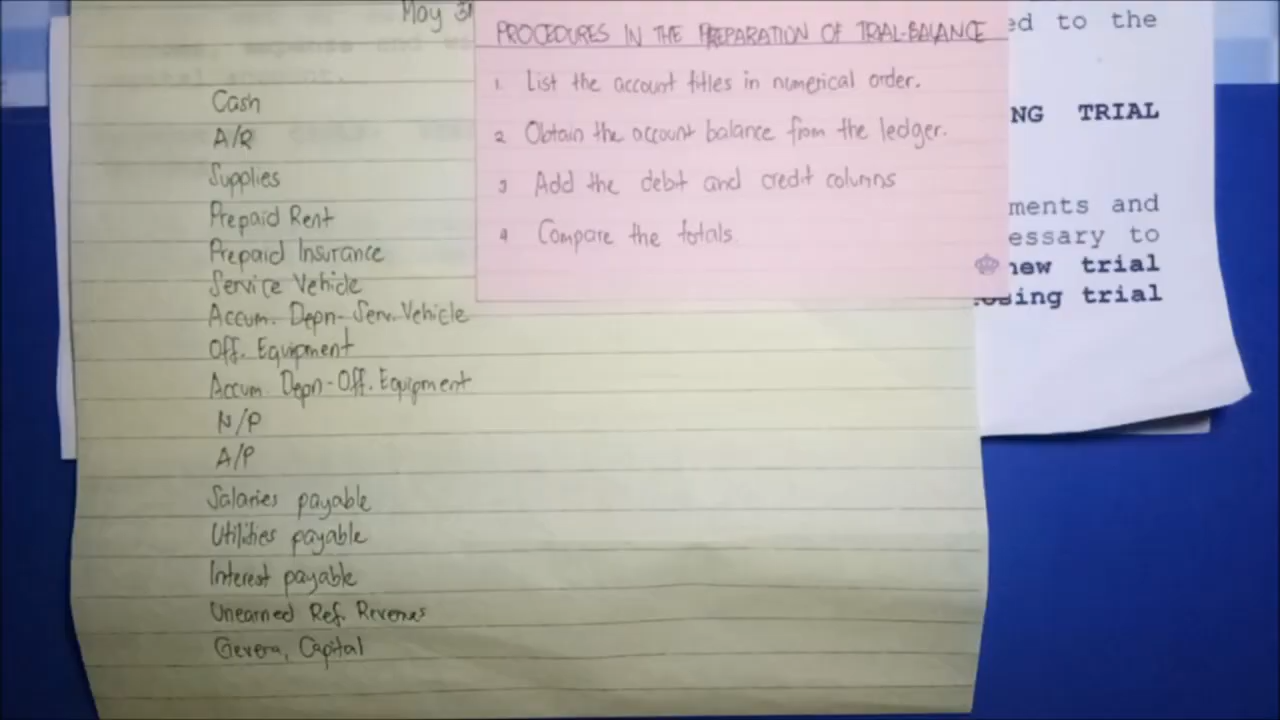 May 31
PROCEDURES IN THE PREPARATION OF TRIAL-BALANCE
1. List the account titles in numerical order.
2. Obtain the account balance from the ledger.
3 Add the debt and credit columns
4 Compare the totals.
Cash
A/R
Supplies
Prepaid Rent
Prepaid Insurance
Service Vehicle
Accum. Depn- Serv. Vehicle
Off. Equipment
Accum. Depn-Off. Equipment
N/P
A/P
Salaries payable
Utilities payable
Interest payable
Unearned Ref. Revenues
Gevera, Capital
ed to the
NG TRIAL
ments and
essary to
new trial
osing trial